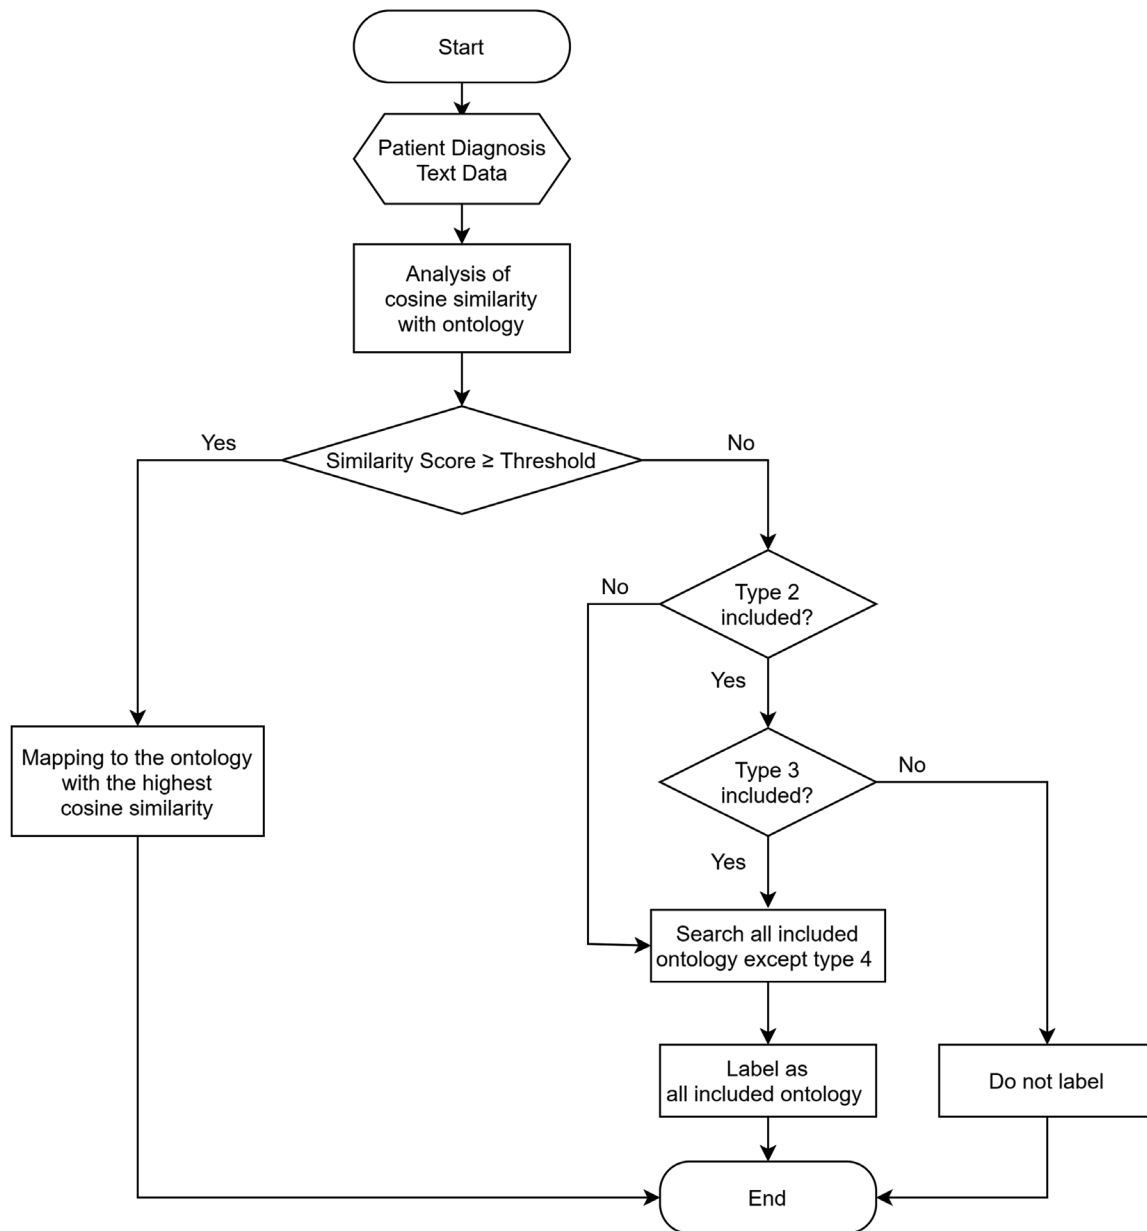 Start
Patient Diagnosis
Text Data
Analysis of
cosine similarity
with ontology
Yes
Similarity Score ≥ Threshold
No
No
Type 2
included?
Yes
Mapping to the ontology
with the highest
cosine similarity
Type 3
included?
No
Yes
Search all included
ontology except type 4
Label as
all included ontology
Do not label
End